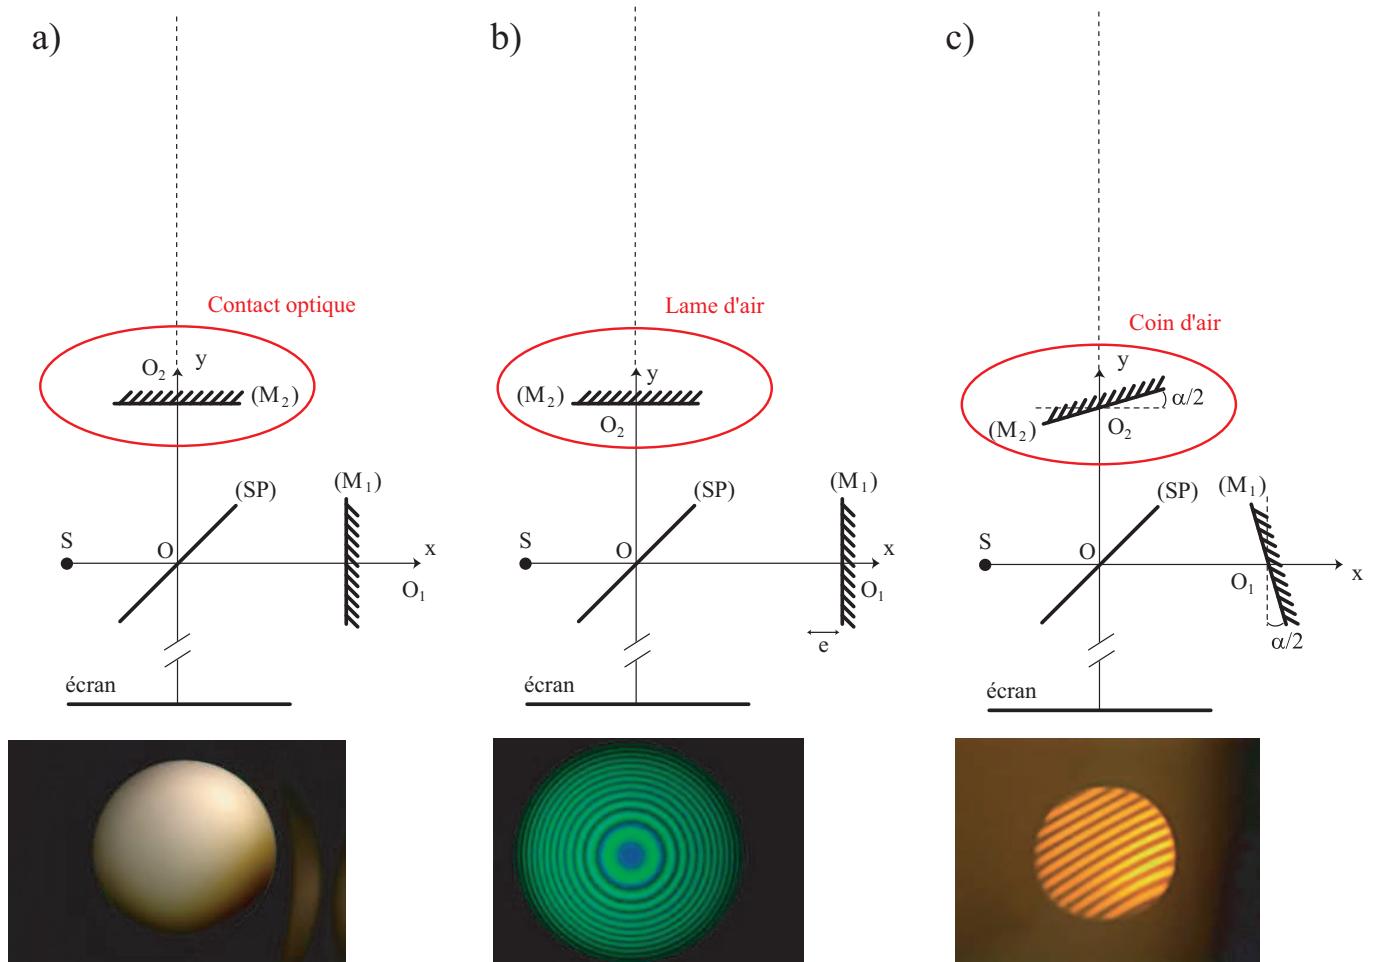 a)
Contact optique
O2
y
(M2)
(SP)
(M1)
S
O
x
O1
écran
b)
Lame d'air
y
(M2)
O2
(SP)
(M1)
S
O
x
O1
e
écran
c)
Coin d'air
y
α/2
(M2)
O2
(SP)
(M1)
S
O
O1
x
α/2
écran